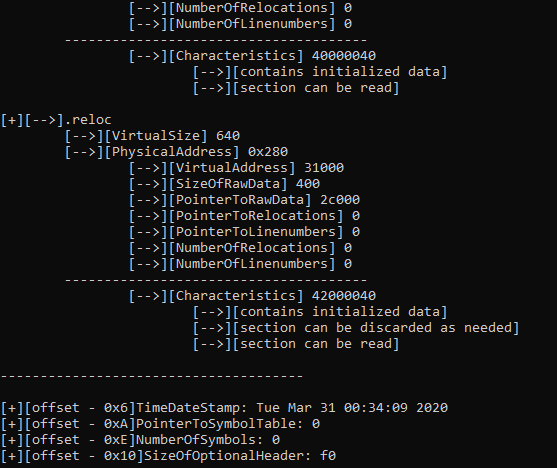 [-->][NumberOfRelocations] 0
[-->][NumberOfLinenumbers] 0
--------------------------------------
[-->][Characteristics] 40000040
[-->][contains initialized data]
[-->][section can be read]
[+][-->].reloc
[-->][VirtualSize] 640
[-->][PhysicalAddress] 0x280
[-->][VirtualAddress] 31000
[-->][SizeOfRawData] 400
[-->][PointerToRawData] 2c000
[-->][PointerToRelocations] 0
[-->][PointerToLinenumbers] 0
[-->][NumberOfRelocations] 0
[-->][NumberOfLinenumbers] 0
--------------------------------------
[-->][Characteristics] 42000040
[-->][contains initialized data]
[-->][section can be discarded as needed]
[-->][section can be read]
--------------------------------------
[+][offset - 0x6]TimeDateStamp: Tue Mar 31 00:34:09 2020
[+][offset - 0xA]PointerToSymbolTable: 0
[+][offset - 0xE]NumberOfSymbols: 0
[+][offset - 0x10]SizeOfOptionalHeader: f0